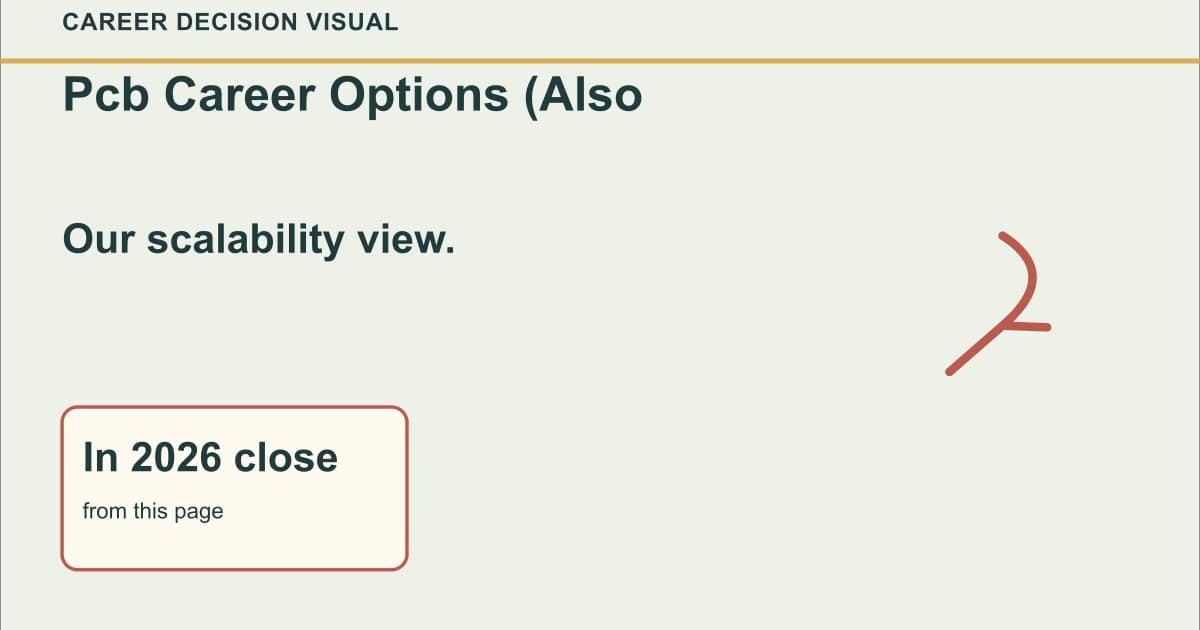 CAREER DECISION VISUAL
Pcb Career Options (Also
Our scalability view.
In 2026 close
from this page